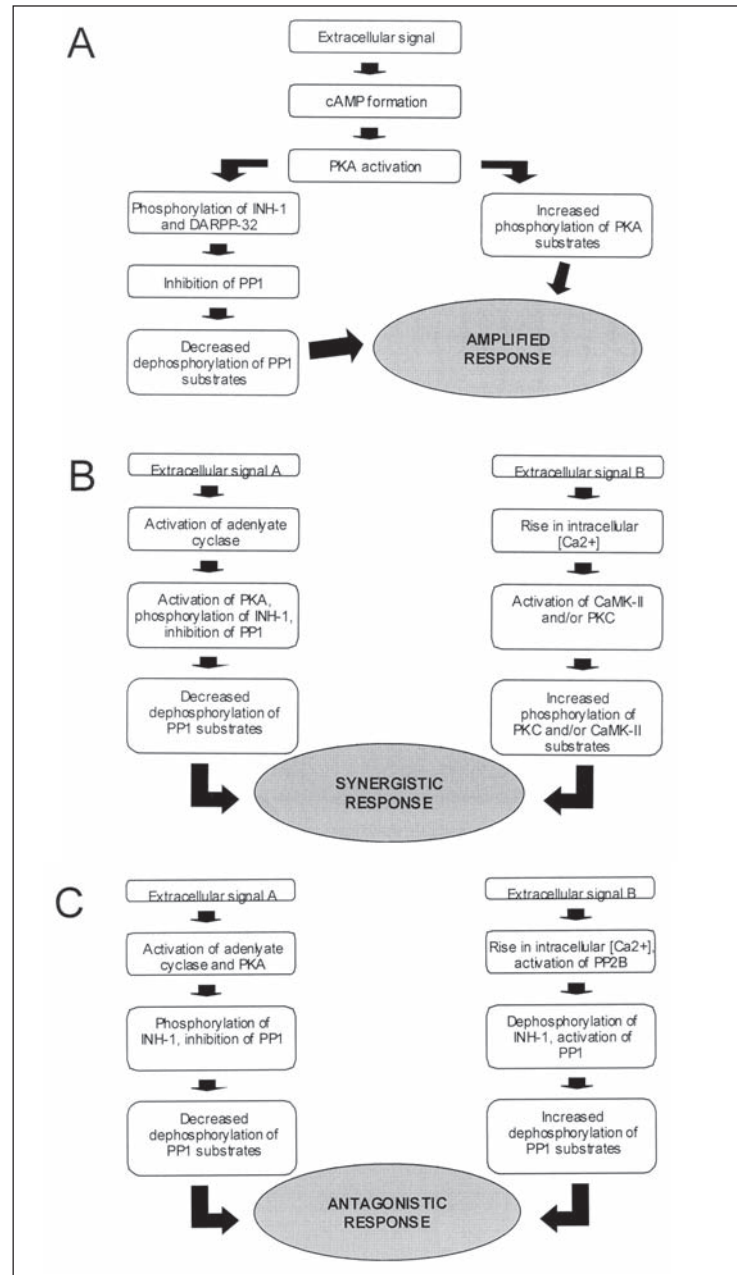 A
Extracellular signal
cAMP formation
PKA activation
Phosphorylation of INH-1
and DARPP-32
Inhibition of PP1
Decreased
dephosphorylation of PP1
substrates
Increased
phosphorylation of PKA
substrates
AMPLIFIED
RESPONSE
B
Extracellular signal A
Activation of adenlyate
cyclase
Activation of PKA,
phosphorylation of INH-1,
inhibition of PP1
Decreased
dephosphorylation of
PP1 substrates
Extracellular signal B
Rise in intracellular
[Ca2+]
Activation of CaMK-II
and/or PKC
Increased
phosphorylation of
PKC and/or CaMK-II
substrates
SYNERGISTIC
RESPONSE
C
Extracellular signal A
Activation of adenlyate
cyclase and PKA
Phosphorylation of
INH-1, inhibition of PP1
Decreased
dephosphorylation of
PP1 substrates
Extracellular signal B
Rise in intracellular [Ca2+],
activation of PP2B
Dephosphorylation of
INH-1, activation of
PP1
Increased
dephosphorylation of
PP1 substrates
ANTAGONISTIC
RESPONSE